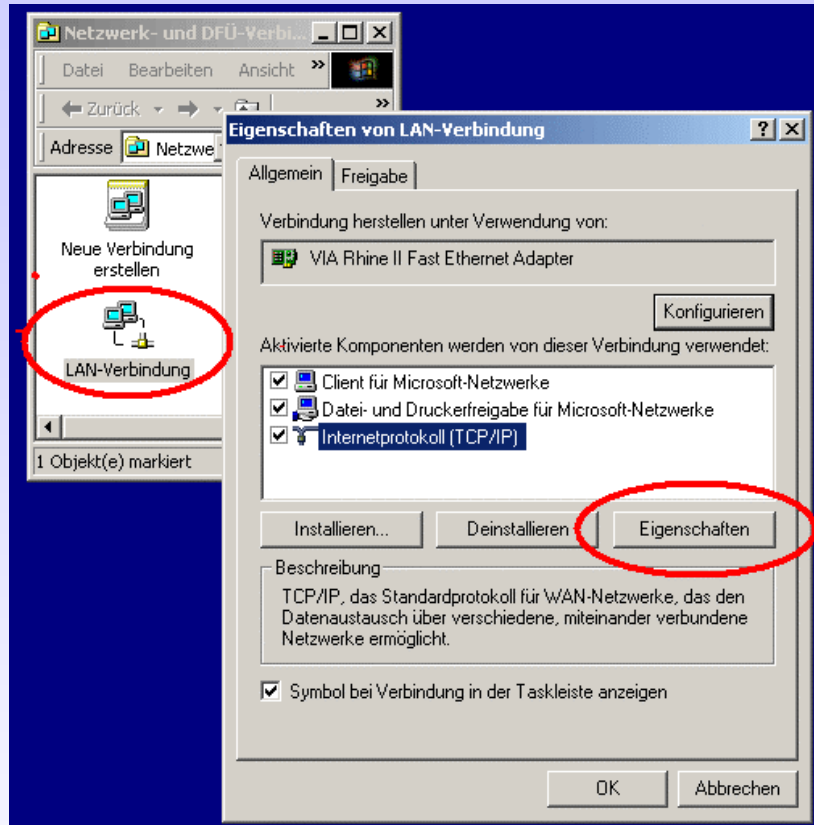 Netzwerk- und DFÜ-Verbi...
Datei Bearbeiten Ansicht »
Zurück »
Adresse Netzwe
Neue Verbindung
erstellen
LAN-Verbindung
1 Objekt(e) markiert
Eigenschaften von LAN-Verbindung
Allgemein Freigabe
Verbindung herstellen unter Verwendung von:
VIA Rhine II Fast Ethernet Adapter
Konfigurieren
Aktivierte Komponenten werden von dieser Verbindung verwendet:
Client für Microsoft-Netzwerke
Datei- und Druckerfreigabe für Microsoft-Netzwerke
Internetprotokoll (TCP/IP)
Installieren... Deinstallieren Eigenschaften
Beschreibung
TCP/IP, das Standardprotokoll für WAN-Netzwerke, das den
Datenaustausch über verschiedene, miteinander verbundene
Netzwerke ermöglicht.
Symbol bei Verbindung in der Taskleiste anzeigen
OK Abbrechen